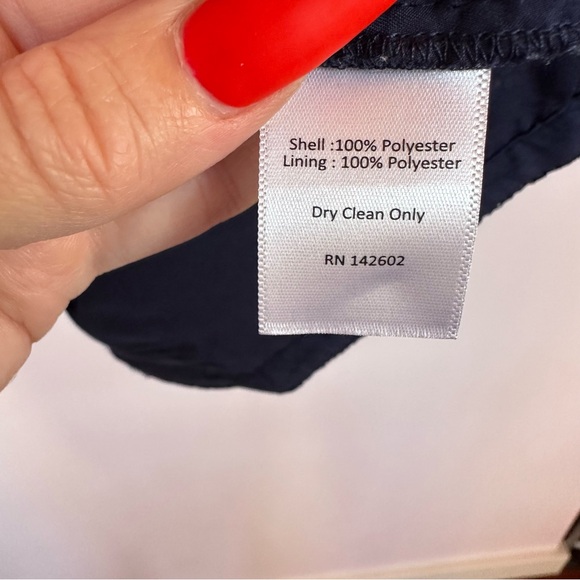 Shell :100% Polyester
Lining : 100% Polyester
Dry Clean Only
RN 142602